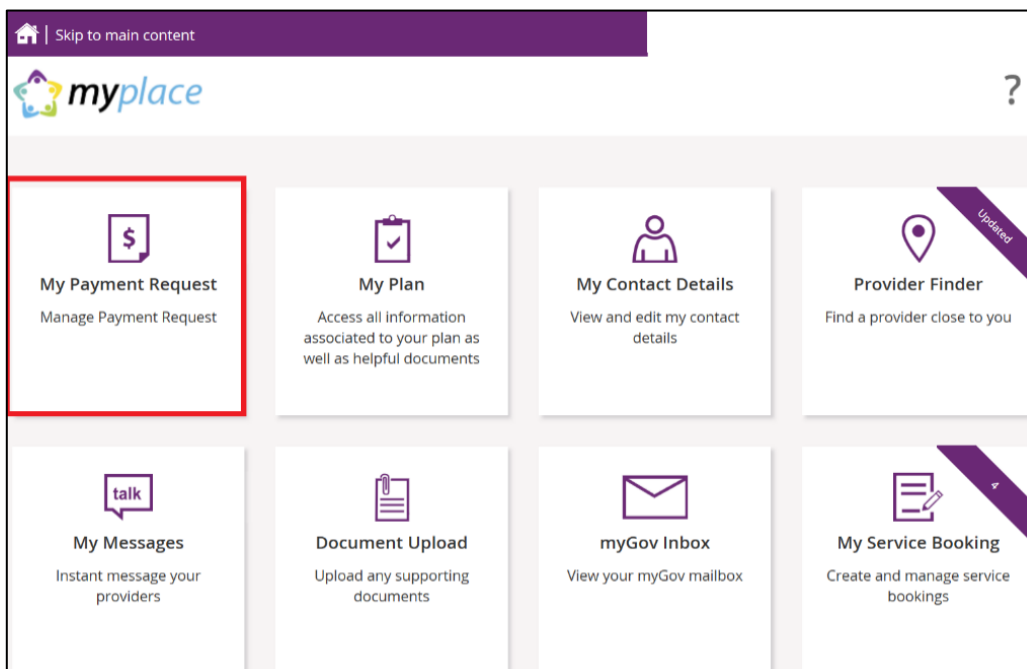 Skip to main content
myplace
?
Updated
$
My Payment Request
Manage Payment Request
My Plan
Access all information
associated to your plan as
well as helpful documents
My Contact Details
View and edit my contact
details
Provider Finder
Find a provider close to you
4
talk
My Messages
Instant message your
providers
Document Upload
Upload any supporting
documents
myGov Inbox
View your myGov mailbox
My Service Booking
Create and manage service
bookings